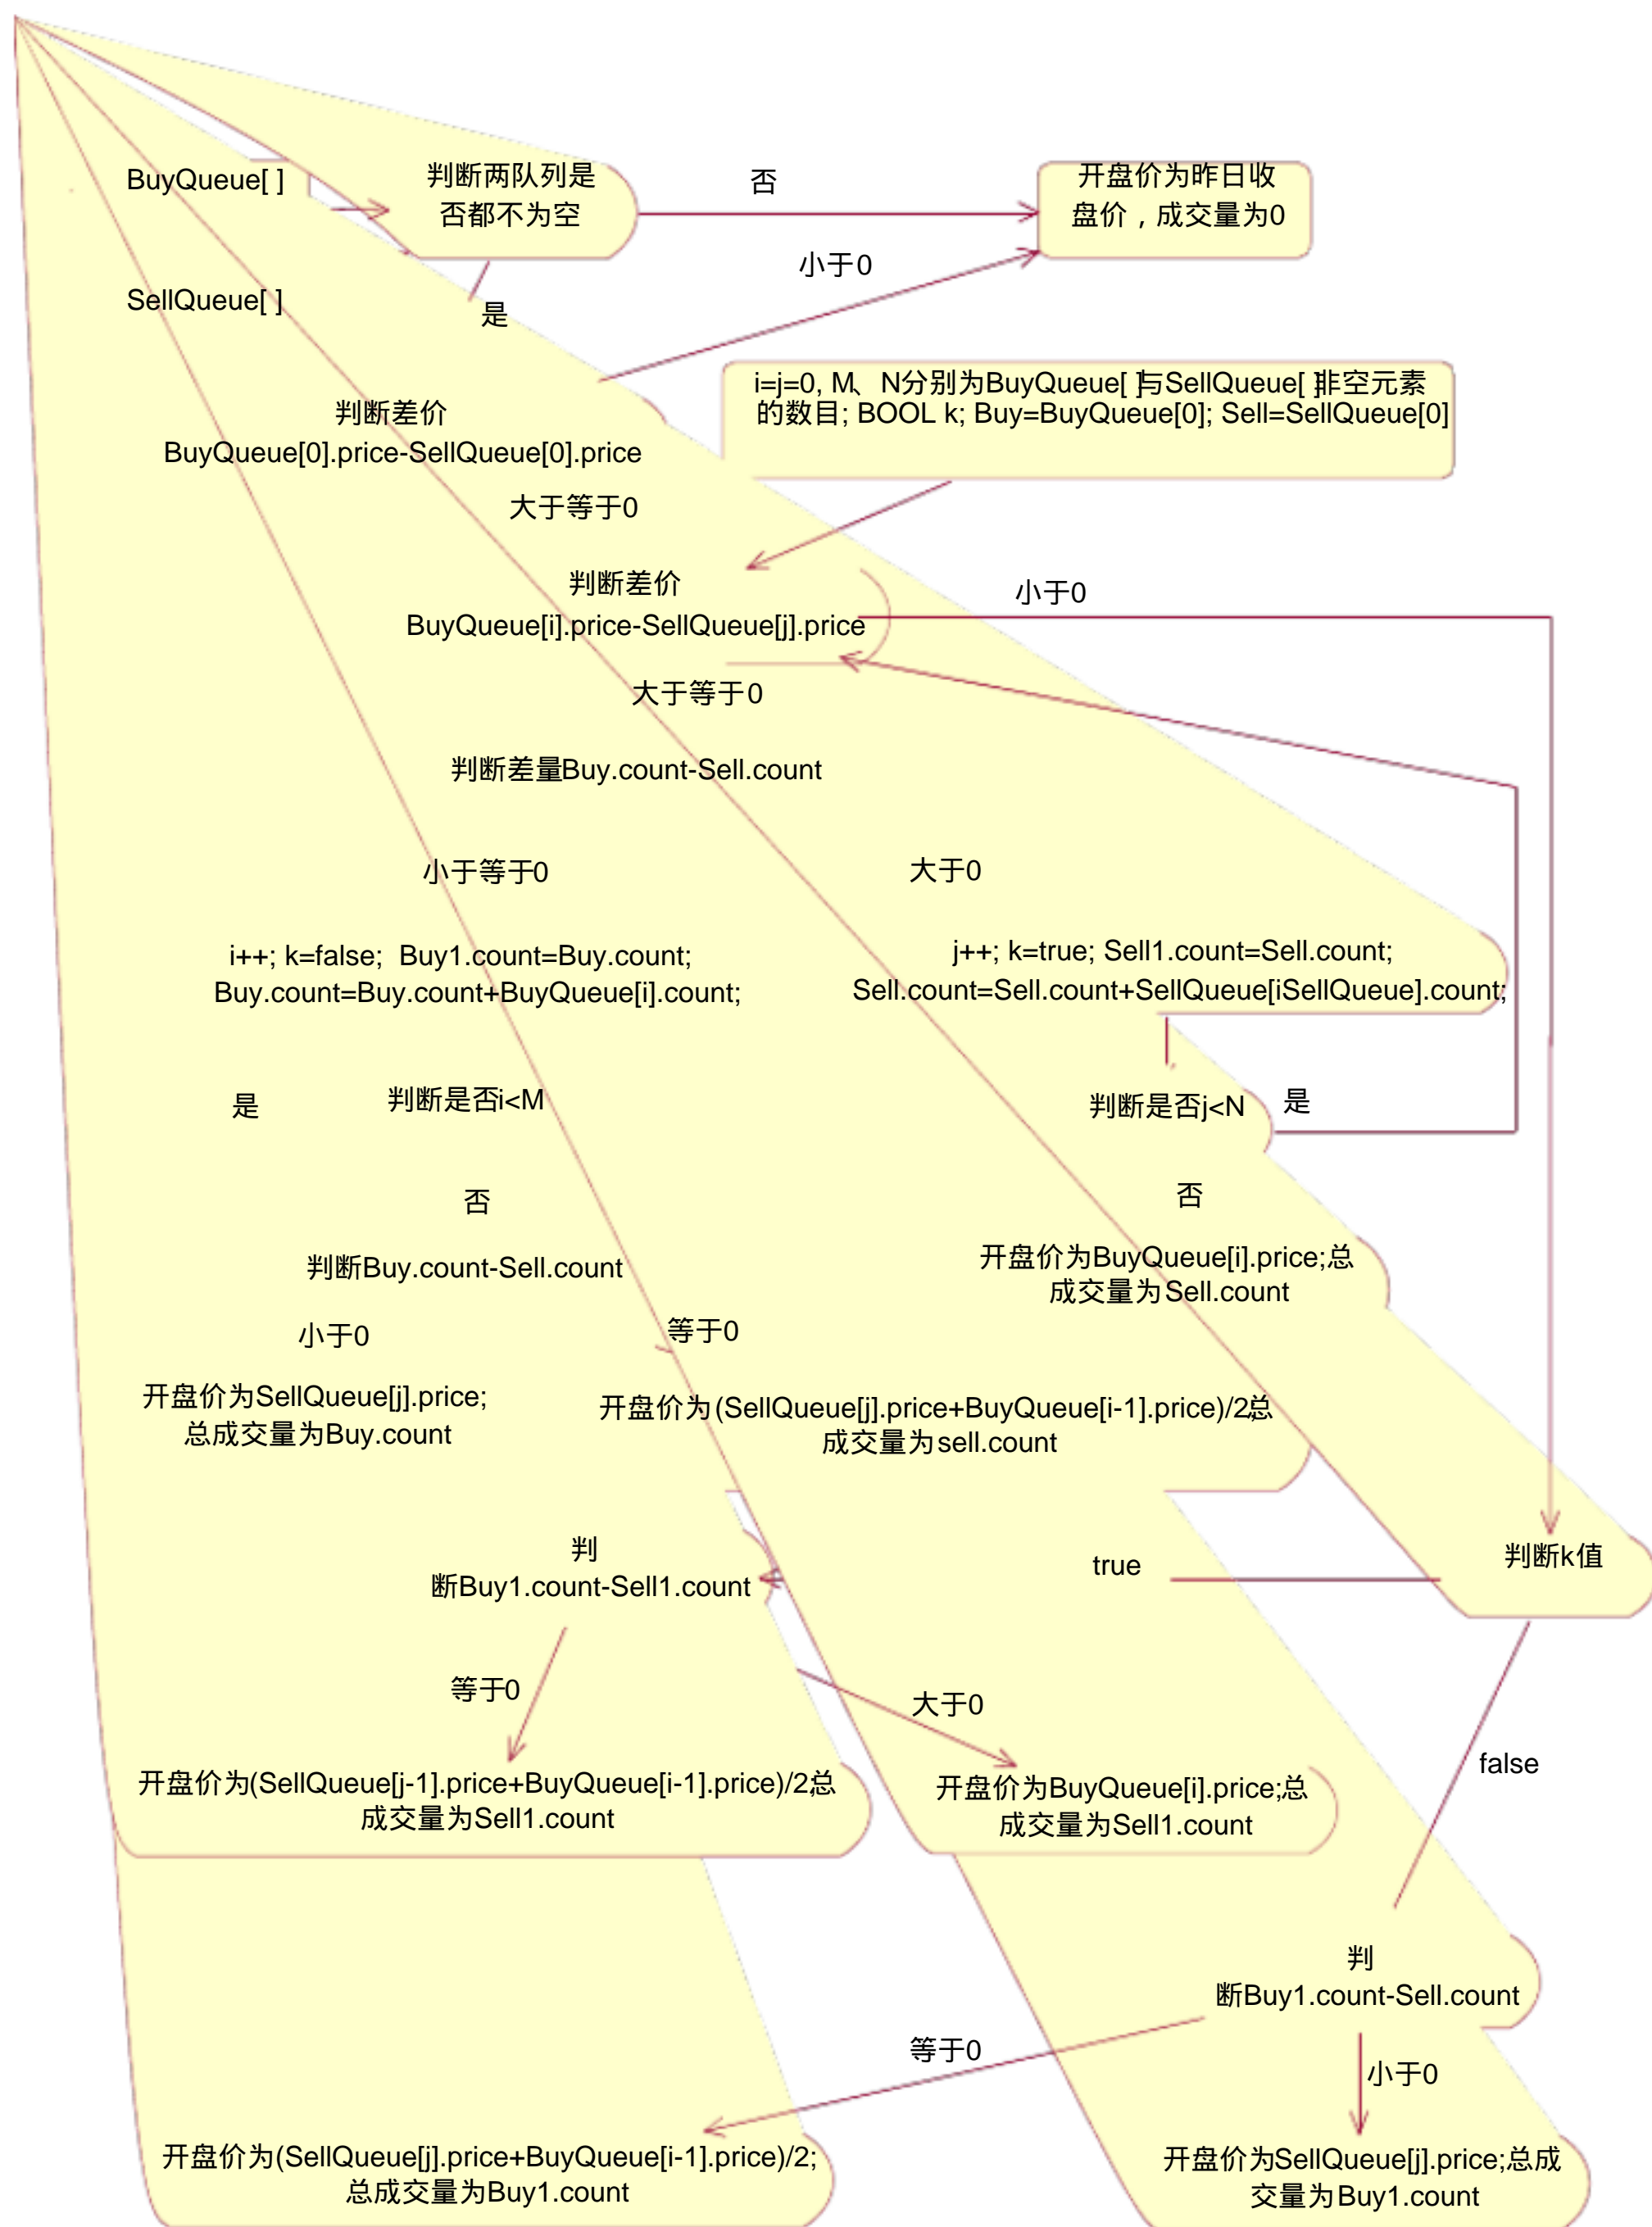 BuyQueue[ ]
判断两队列是
否都不为空
否
开盘价为昨日收
盘价，成交量为0
小于0
SellQueue[ ]
是
i=j=0, M、N分别为BuyQueue[ ]与SellQueue[ ]非空元素
的数目; BOOL k; Buy=BuyQueue[0]; Sell=SellQueue[0]
判断差价
BuyQueue[0].price-SellQueue[0].price
大于等于0
判断差价
BuyQueue[i].price-SellQueue[j].price
小于0
大于等于0
判断差量Buy.count-Sell.count
小于等于0
大于0
i++; k=false;  Buy1.count=Buy.count;
Buy.count=Buy.count+BuyQueue[i].count;
j++; k=true; Sell1.count=Sell.count;
Sell.count=Sell.count+SellQueue[iSellQueue].count;
是
判断是否i<M
判断是否j<N
是
否
否
判断Buy.count-Sell.count
开盘价为BuyQueue[i].price;总
成交量为Sell.count
小于0
等于0
开盘价为SellQueue[j].price;
总成交量为Buy.count
开盘价为(SellQueue[j].price+BuyQueue[i-1].price)/2;总
成交量为sell.count
判
断Buy1.count-Sell1.count
true
判断k值
等于0
大于0
false
开盘价为(SellQueue[j-1].price+BuyQueue[i-1].price)/2;总
成交量为Sell1.count
开盘价为BuyQueue[i].price;总
成交量为Sell1.count
判
断Buy1.count-Sell.count
等于0
小于0
开盘价为(SellQueue[j].price+BuyQueue[i-1].price)/2;
总成交量为Buy1.count
开盘价为SellQueue[j].price;总成
交量为Buy1.count